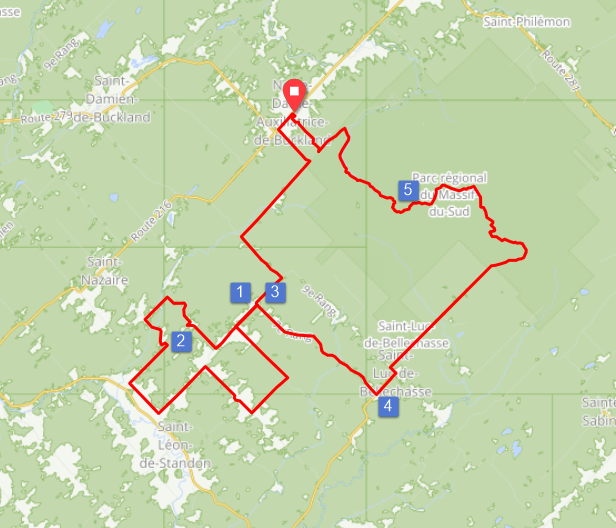 sse
Saint-Philémon
9e Rang
Route 281
Saint-
Damien-
de-Buckland
Notre-
Dame-
Auxiliatrice-
de-Buckland
Route 279
Parc régional
du Massif
du Sud
5
Route 216
Saint-
Nazaire
1
3
9e Rang
2
Saint-Luc-
de-Bellechasse
Saint-
Luc-de-
Bellechasse
4
Sainte
Sabin
Saint-
Léon-
de-Standon